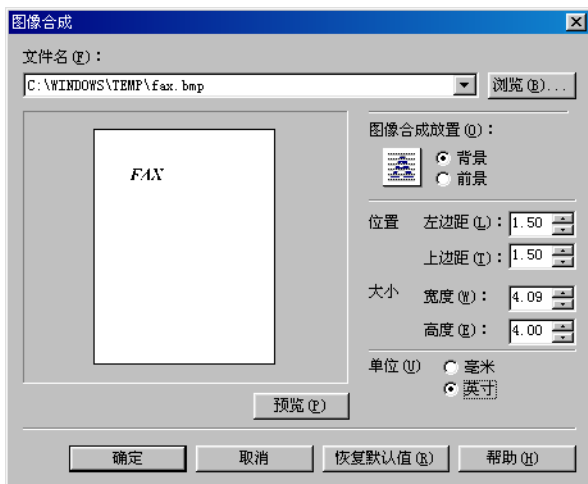 图像合成
文件名(F)：
C:\WINDOWS\TEMP\fax.bmp
浏览(B)...
FAX
图像合成放置(O)：
背景
前景
位置 左边距(L)：1.50
上边距(T)：1.50
大小 宽度(W)：4.09
高度(E)：4.00
单位(U) 毫米
英寸
预览(P)
确定 取消 恢复默认值(R) 帮助(H)